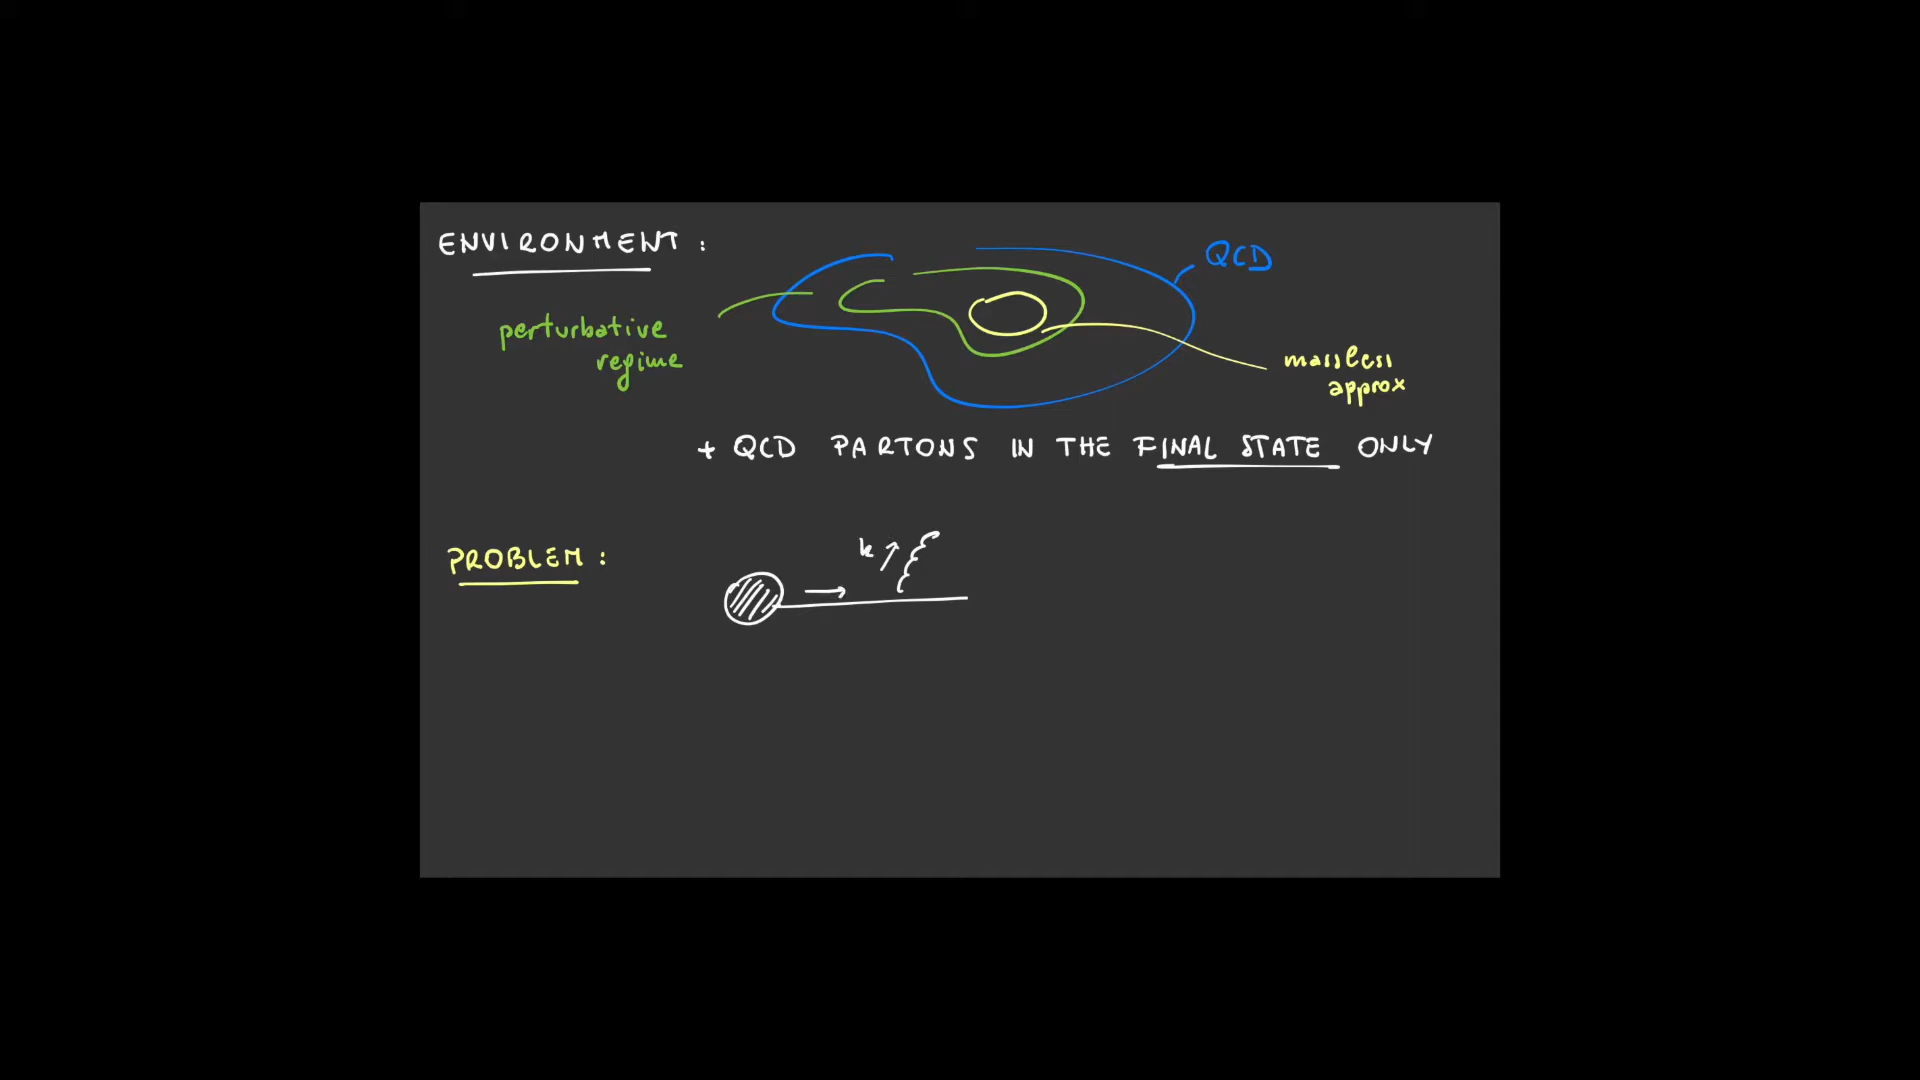 ENVIRONMENT :
QCD
perturbative
regime
massless
approx
+ QCD PARTONS IN THE FINAL STATE ONLY
PROBLEM :
k